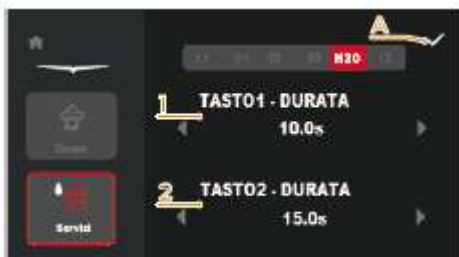 A
H20
1 TASTO1 - DURATA
10.0s
2 TASTO2 - DURATA
15.0s
Servizi